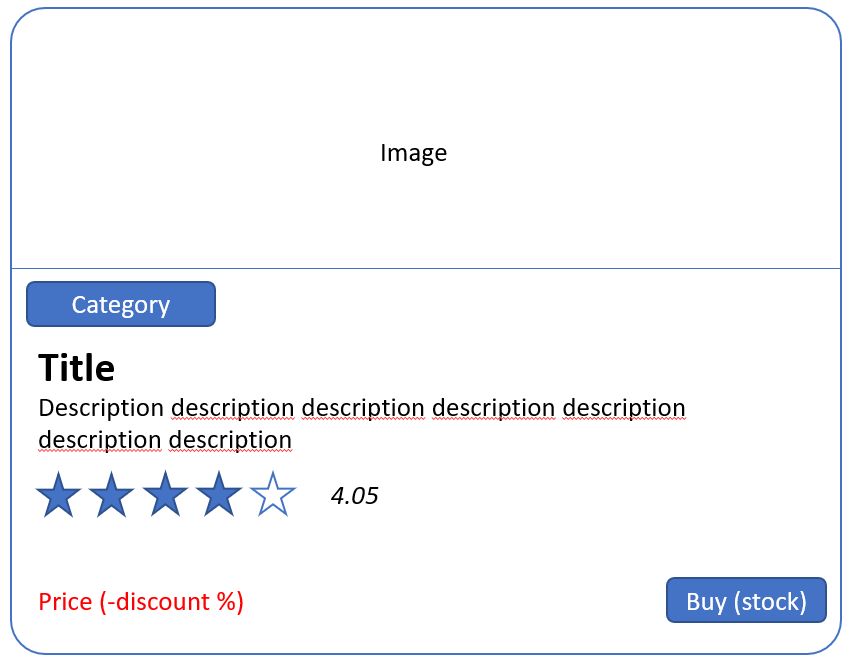 Image
Category
Title
Description description description description description
description description
4.05
Price (-discount %)
Buy (stock)